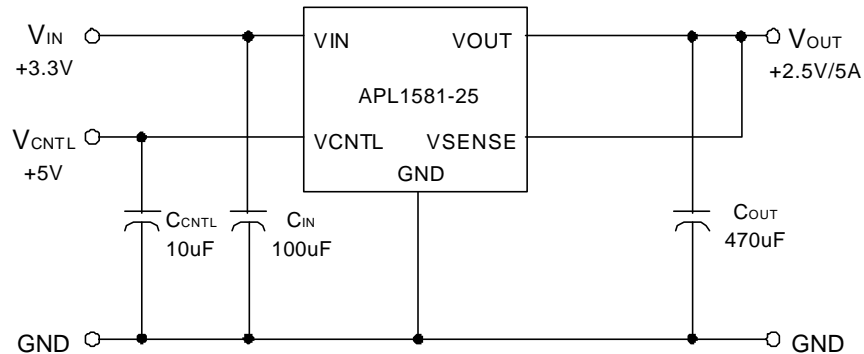 VIN
+3.3V
VCNTL
+5V
VIN
VOUT
APL1581-25
VCNTL
VSENSE
GND
VOUT
+2.5V/5A
CCNTL
10uF
CIN
100uF
COUT
470uF
GND
GND